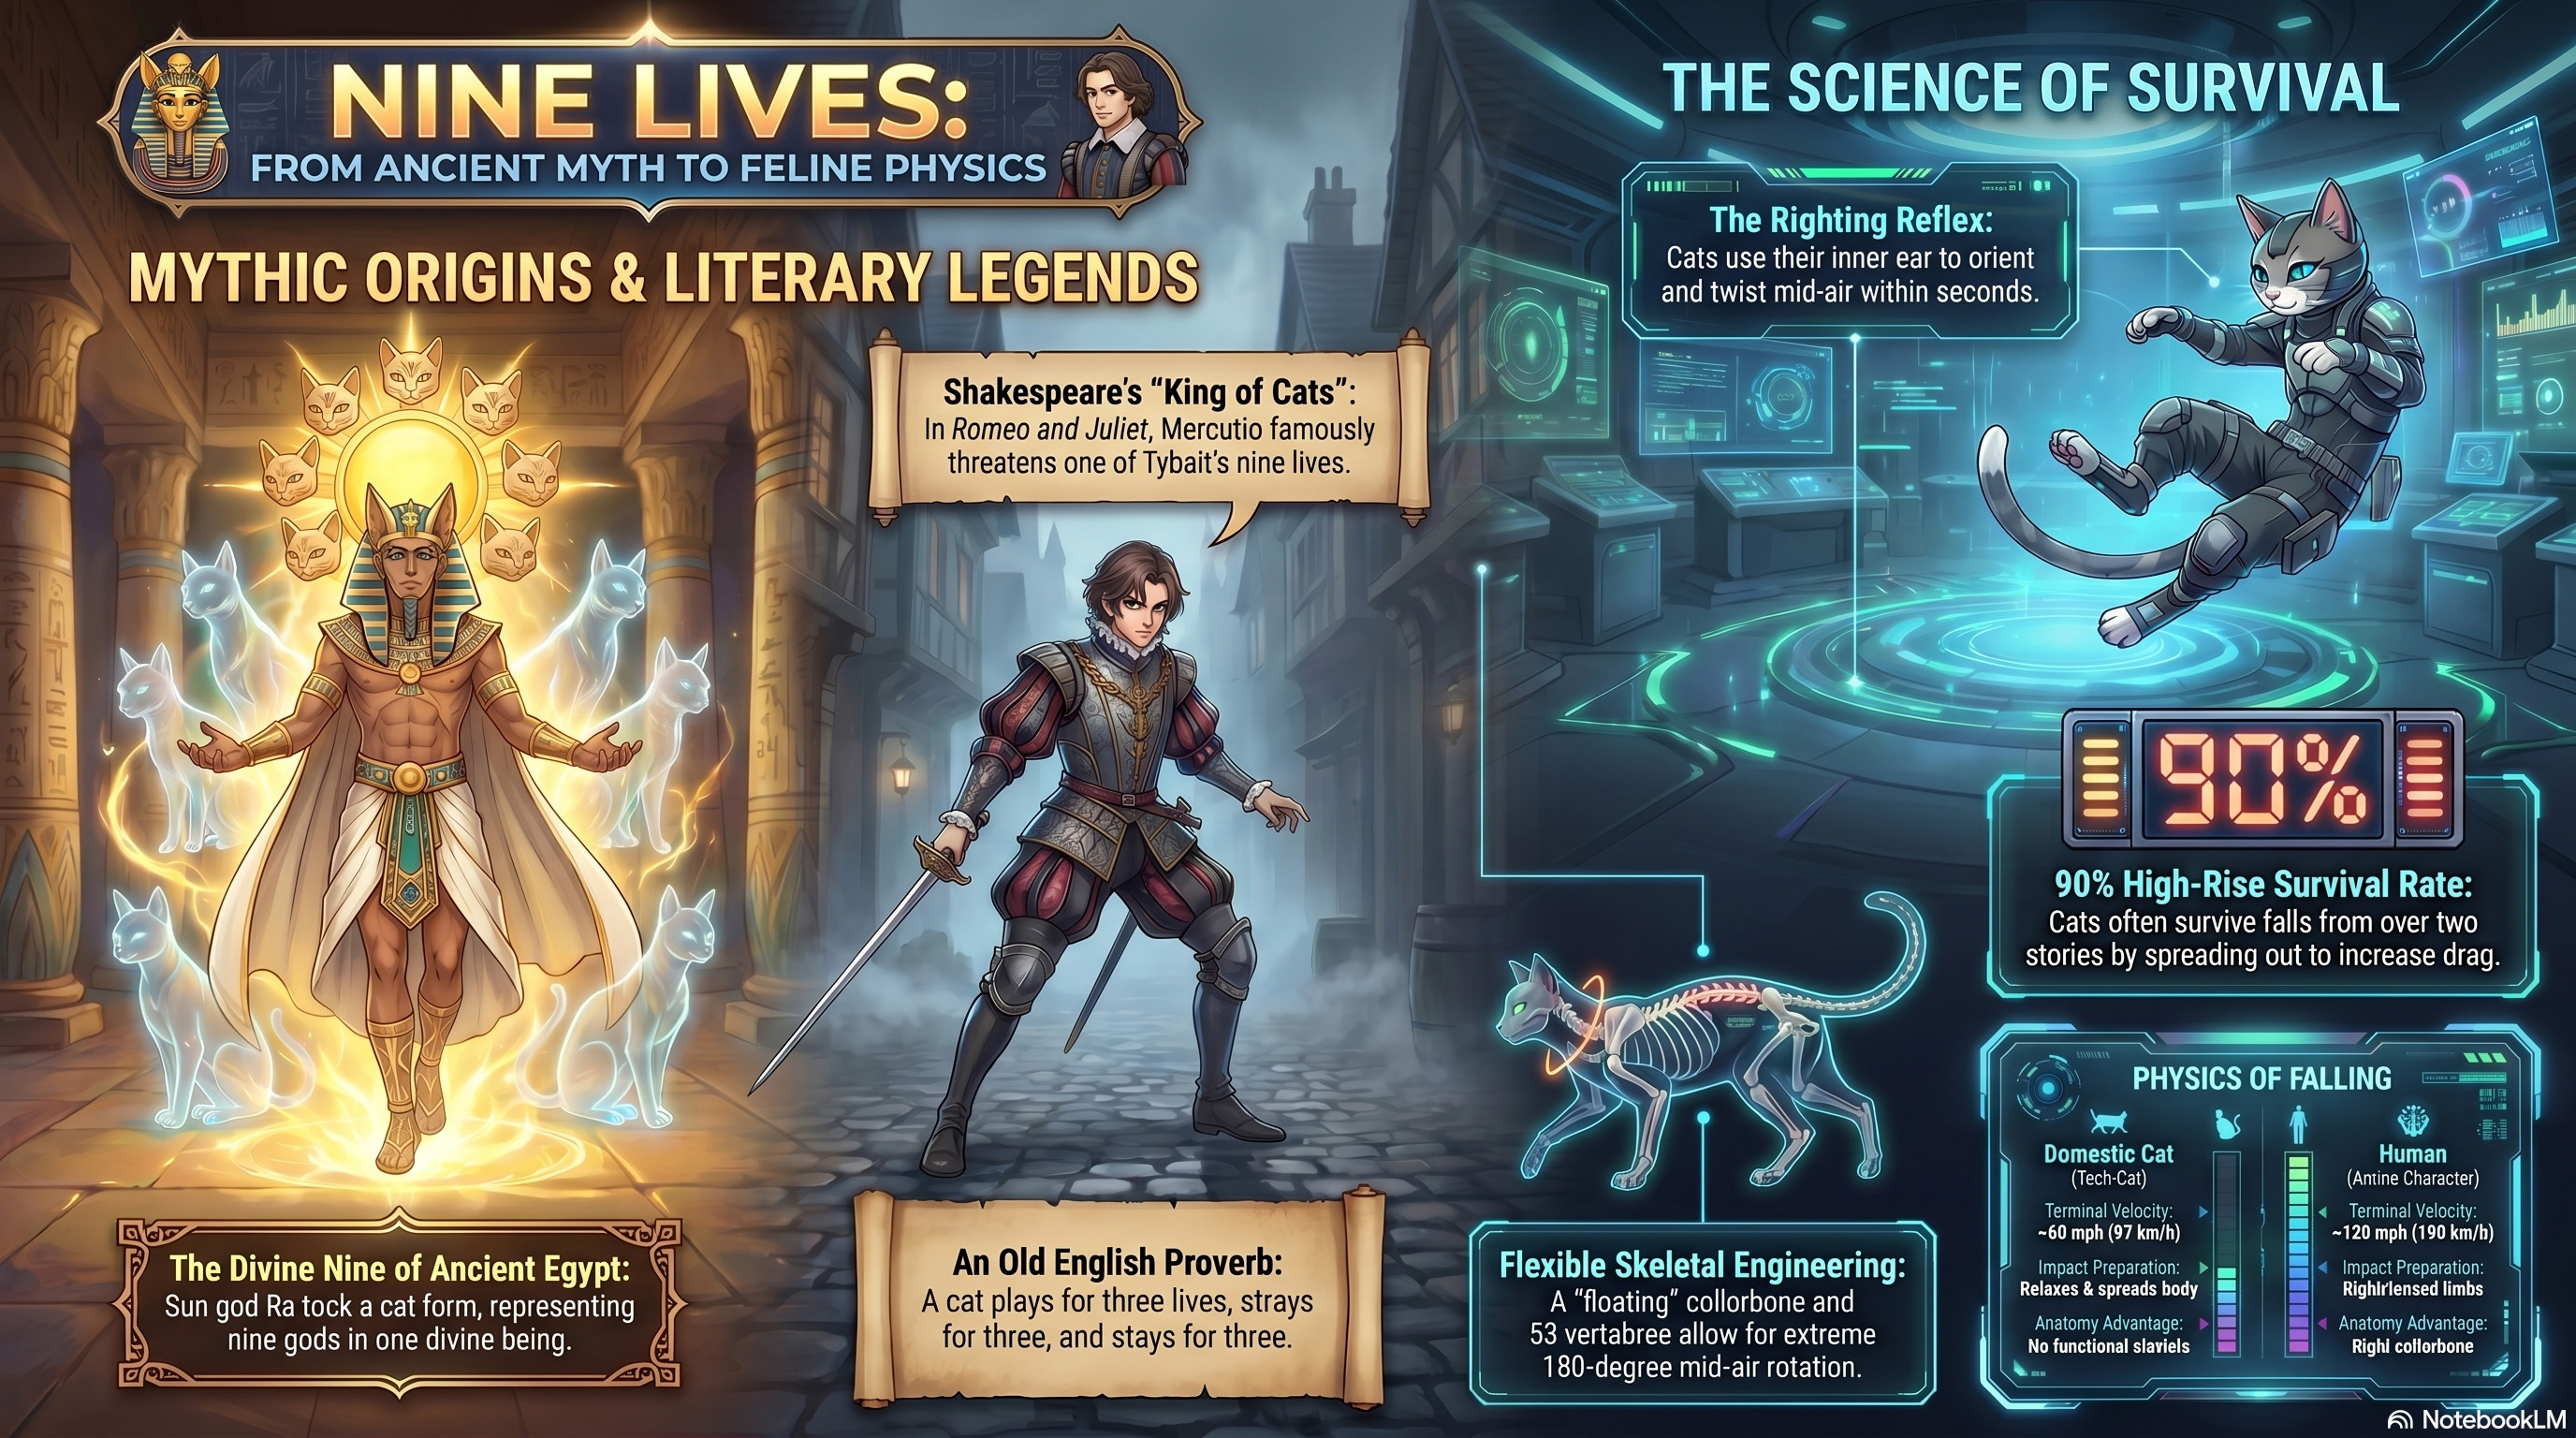 NINE LIVES:
FROM ANCIENT MYTH TO FELINE PHYSICS
MYTHIC ORIGINS & LITERARY LEGENDS
Shakespeare's “King of Cats”:
In Romeo and Juliet, Mercutio famously
threatens one of Tybait's nine lives.
The Divine Nine of Ancient Egypt:
Sun god Ra tock a cat form, representing
nine gods in one divine being.
An Old English Proverb:
A cat plays for three lives, strays
for three, and stays for three.
THE SCIENCE OF SURVIVAL
The Righting Reflex:
Cats use their inner ear to orient
and twist mid-air within seconds.
90%
90% High-Rise Survival Rate:
Cats often survive falls from over two
stories by spreading out to increase drag.
Flexible Skeletal Engineering:
A “floating” collorbone and
53 vertabree allow for extreme
180-degree mid-air rotation.
PHYSICS OF FALLING
Domestic Cat
(Tech-Cat)
Terminal Velocity:
~60 mph (97 km/h)
Impact Preparation:
Relaxes & spreads body
Anatomy Advantage:
No functional slaviels
Human
(Antine Character)
Terminal Velocity:
~120 mph (190 km/h)
Impact Preparation:
limbs
Anatomy Advantage:
Righl collorbone
NotebookLM